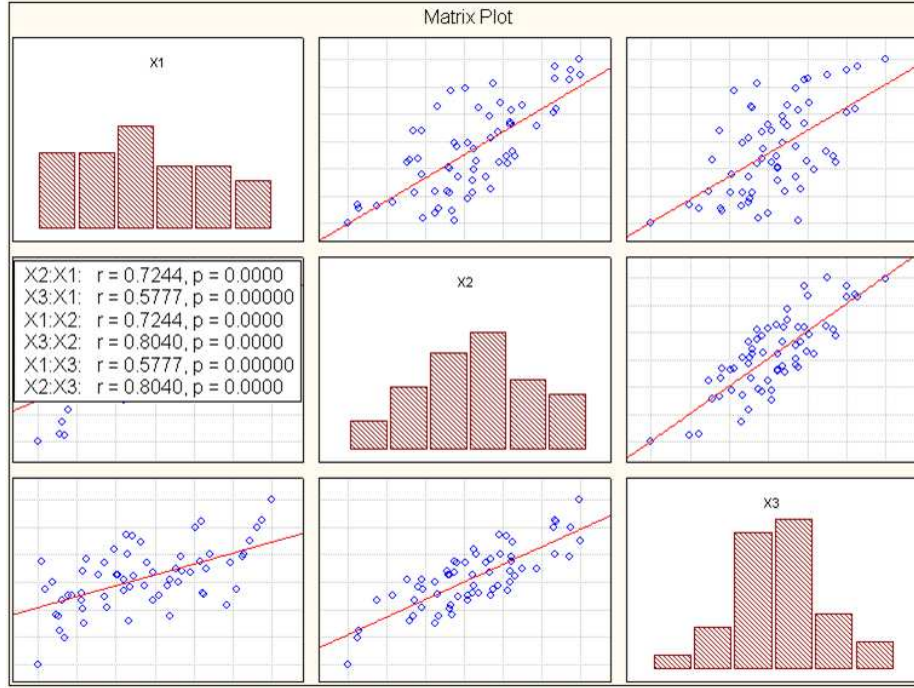 Matrix Plot
X1
X2:X1: r = 0.7244, p = 0.0000
X3:X1: r = 0.5777, p = 0.00000
X1:X2: r = 0.7244, p = 0.0000
X3:X2: r = 0.8040, p = 0.0000
X1:X3: r = 0.5777, p = 0.00000
X2:X3: r = 0.8040, p = 0.0000
X2
X3